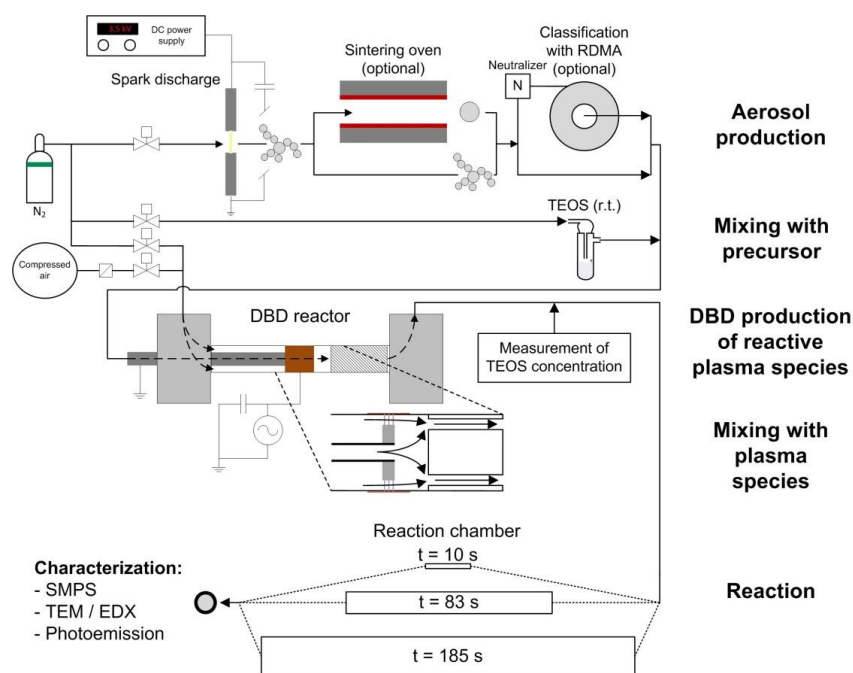 3,5 kV
DC power
supply
Spark discharge
Sintering oven
(optional)
Classification
with RDMA
(optional)
Neutralizer
N
Aerosol
production
N₂
TEOS (r.t.)
Mixing with
precursor
Compressed
air
DBD reactor
Measurement of
TEOS concentration
DBD production
of reactive
plasma species
Mixing with
plasma
species
Reaction chamber
t = 10 s
Characterization:
- SMPS
- TEM / EDX
- Photoemission
t = 83 s
Reaction
t = 185 s